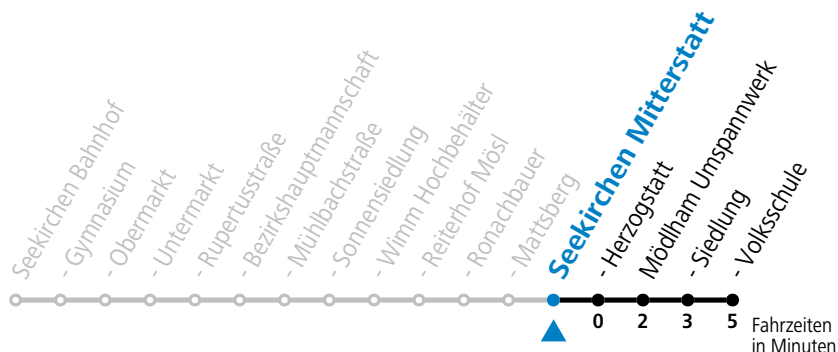 Seekirchen Bahnhof
- Gymnasium
- Obermarkt
- Untermarkt
- Rupertusstraße
- Bezirkshauptmannschaft
- Mühlbachstraße
- Sonnensiedlung
- Wimm Hochbehälter
- Reiterhof Mösl
- Ronachbauer
- Mattsberg
Seekirchen Mitterstatt
- Herzogstatt
Mödlham Umspannwerk
- Siedlung
- Volksschule
0 2 3 5 Fahrzeiten
in Minuten